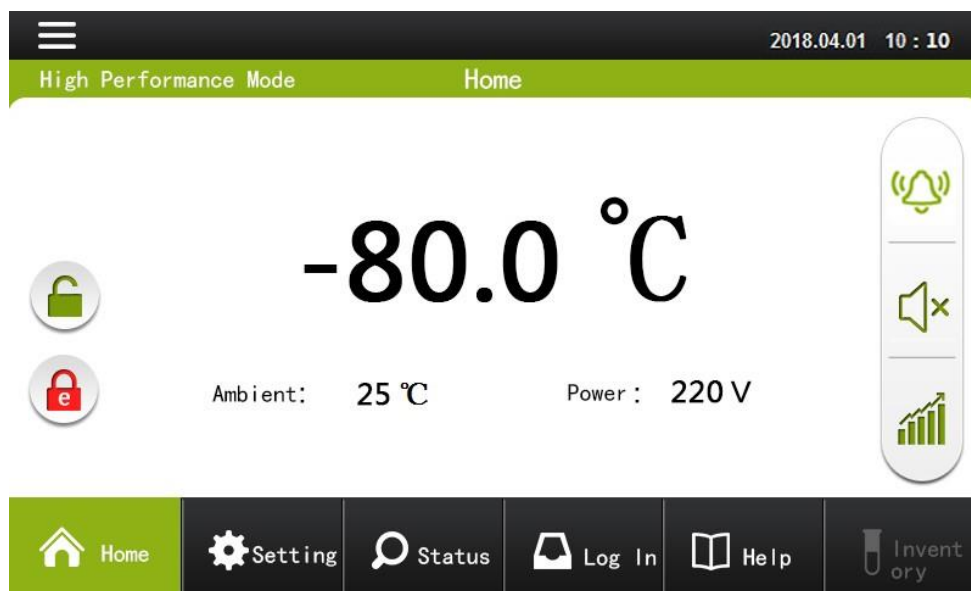 2018.04.01 10:10
High Performance Mode Home
-80.0 ℃
e
Ambient: 25 ℃ Power: 220 V
Home Setting Status Log In Help Invent
ory